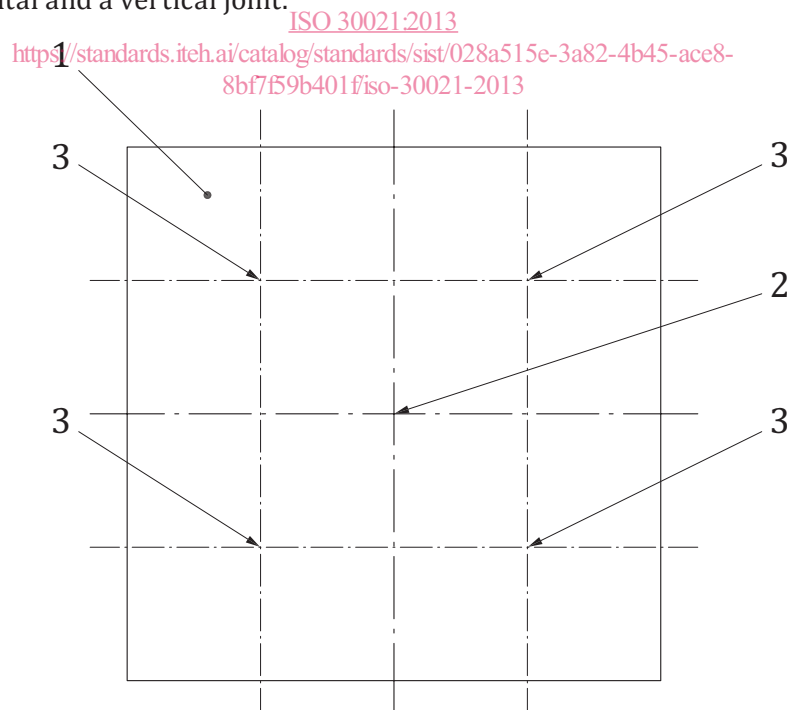 ntal and a vertical joint.
ISO 30021:2013
https://standards.iteh.ai/catalog/standards/sist/028a515e-3a82-4b45-ace8-
8bf7f59b401f/iso-30021-2013
1
3
3
2
3
3